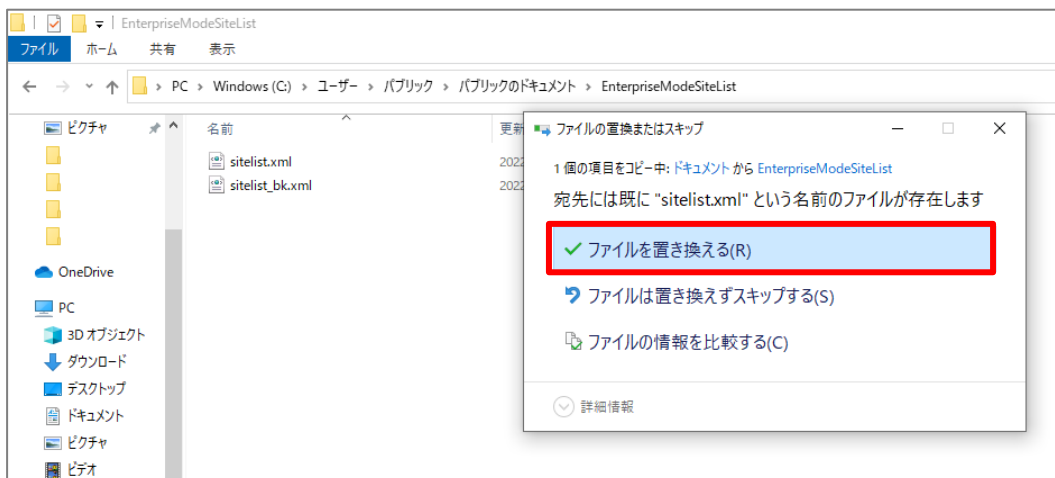 EnterpriseModeSiteList
ファイル ホーム 共有 表示
PC › Windows (C:) › ユーザー › パブリック › パブリックのドキュメント › EnterpriseModeSiteList
ピクチャ
OneDrive
PC
3D オブジェクト
ダウンロード
デスクトップ
ドキュメント
ピクチャ
ビデオ
名前 更新
sitelist.xml 2022
sitelist_bk.xml 2022
ファイルの置換またはスキップ
1 個の項目をコピー中: ドキュメント から EnterpriseModeSiteList
宛先には既に "sitelist.xml" という名前のファイルが存在します
ファイルを置き換える(R)
ファイルは置き換えずスキップする(S)
ファイルの情報を比較する(C)
詳細情報